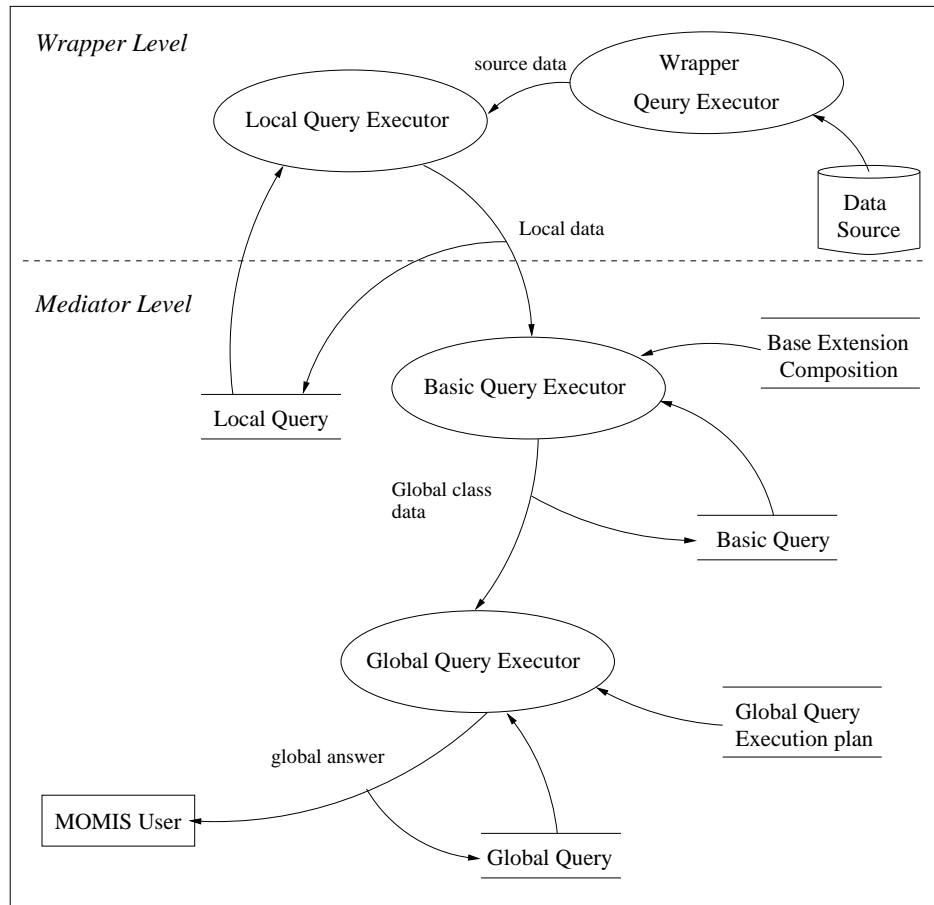 Wrapper Level
source data
Wrapper
Qeury Executor
Local Query Executor
Data
Source
Local data
Mediator Level
Base Extension
Composition
Basic Query Executor
Local Query
Global class
data
Basic Query
Global Query Executor
Global Query
Execution plan
global answer
MOMIS User
Global Query